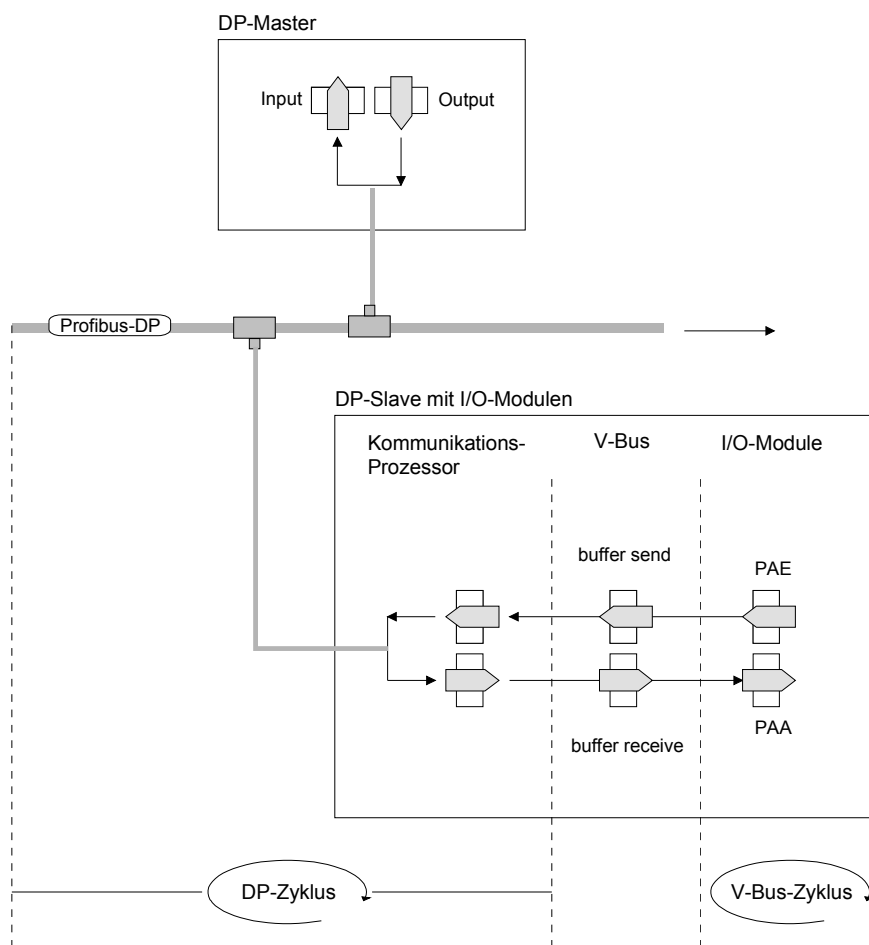 DP-Master
Input
Output
Profibus-DP
DP-Slave mit I/O-Modulen
Kommunikations-
Prozessor
V-Bus
I/O-Module
buffer send
PAE
buffer receive
PAA
DP-Zyklus
V-Bus-Zyklus